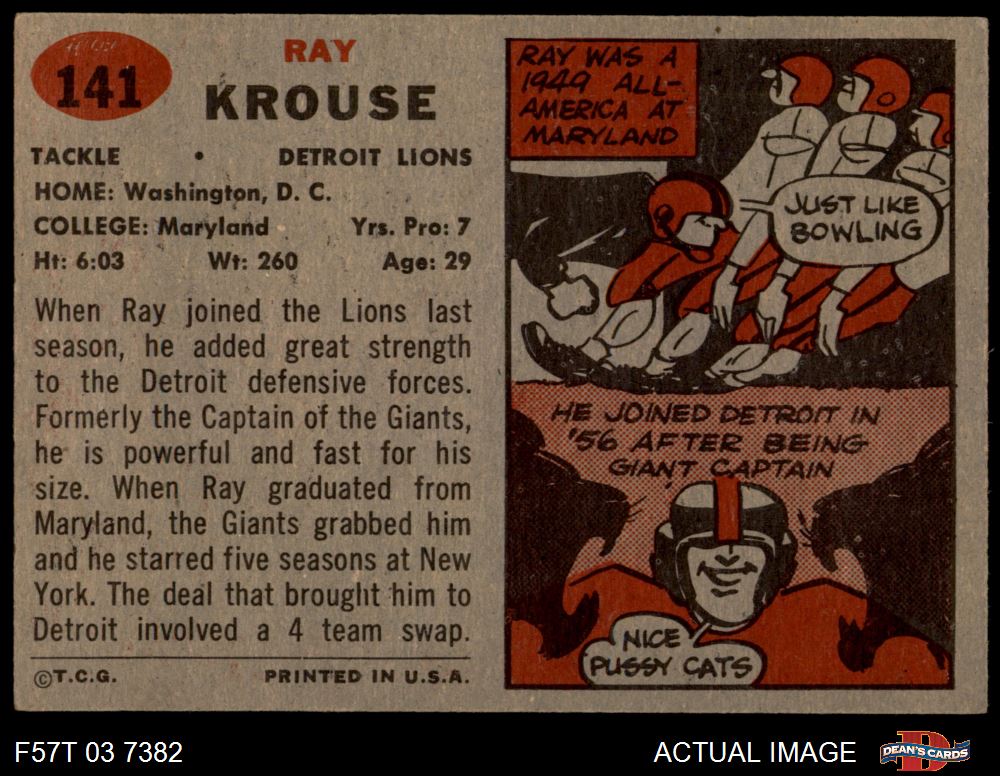 141
RAY
KROUSE
TACKLE • DETROIT LIONS
HOME: Washington, D. C.
COLLEGE: Maryland Yrs. Pro: 7
Ht: 6:03 Wt: 260 Age: 29
When Ray joined the Lions last
season, he added great strength
to the Detroit defensive forces.
Formerly the Captain of the Giants,
he is powerful and fast for his
size. When Ray graduated from
Maryland, the Giants grabbed him
and he starred five seasons at New
York. The deal that brought him to
Detroit involved a 4 team swap.
©T.C.G. PRINTED IN U.S.A.
RAY WAS A
1949 ALL-
AMERICA AT
MARYLAND
JUST LIKE
BOWLING
HE JOINED DETROIT IN
'56 AFTER BEING
GIANT CAPTAIN
NICE
PUSSY CATS
F57T 03 7382
ACTUAL IMAGE
DEAN'S CARDS